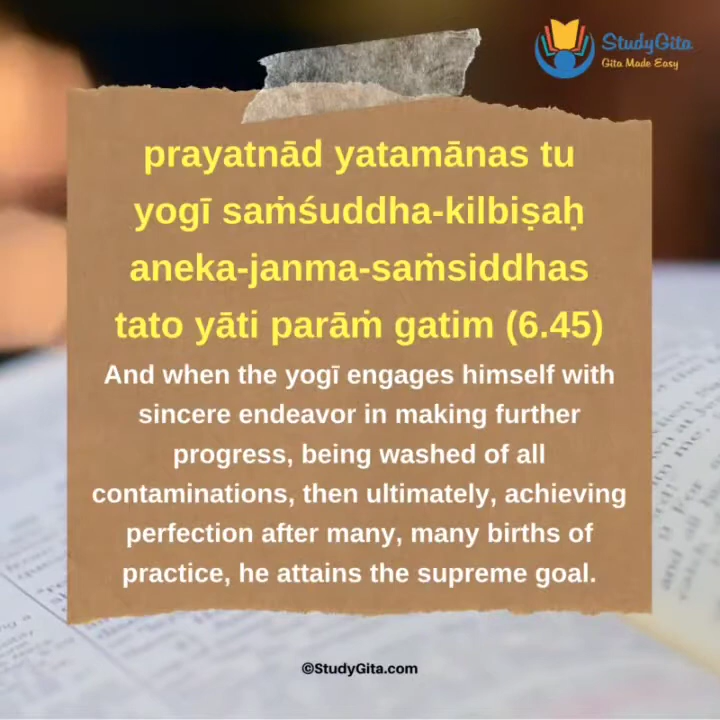 StudyGita
Gita Made Easy
prayatnād yatamānas tu
yogī saṁśuddha-kilbiṣaḥ
aneka-janma-saṁsiddhas
tato yāti parāṁ gatim (6.45)
And when the yogī engages himself with
sincere endeavor in making further
progress, being washed of all
contaminations, then ultimately, achieving
perfection after many, many births of
practice, he attains the supreme goal.
©StudyGita.com